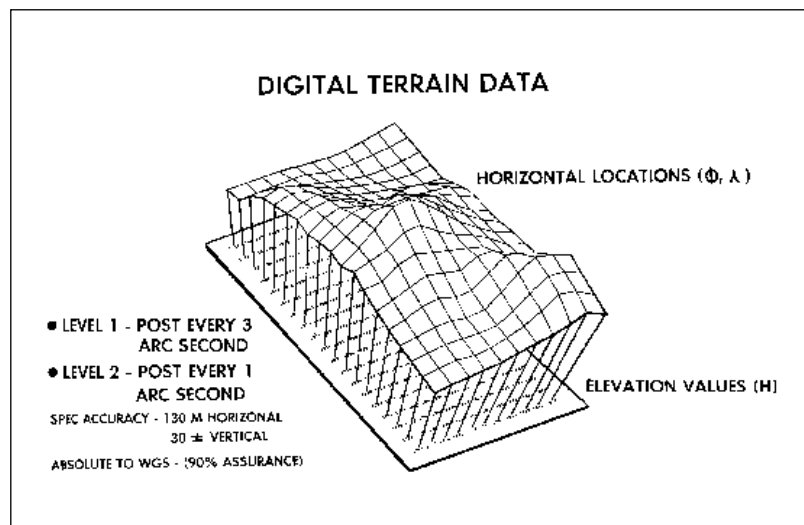 DIGITAL TERRAIN DATA
HORIZONTAL LOCATIONS (Φ, λ)
● LEVEL 1 - POST EVERY 3
ARC SECOND
● LEVEL 2 - POST EVERY 1
ARC SECOND
SPEC ACCURACY - 130 M HORIZONAL
30 ± VERTICAL
ABSOLUTE TO WGS - (90% ASSURANCE)
ELEVATION VALUES (H)